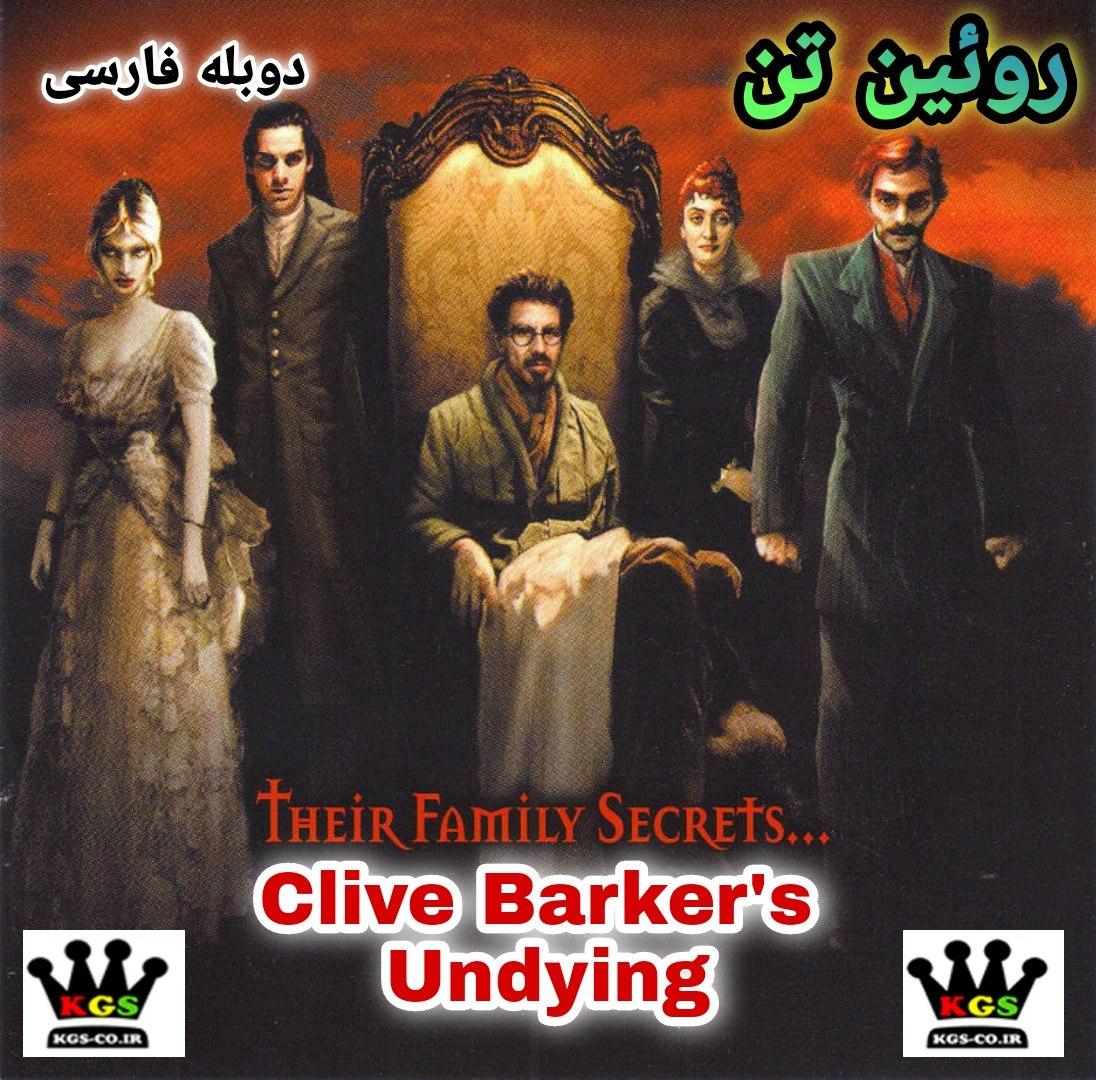 روئین تن
دوبله فارسی
THEIR FAMILY SECRETS...
Clive Barker's
Undying
KGS
KGS-CO.IR
KGS
KGS-CO.IR